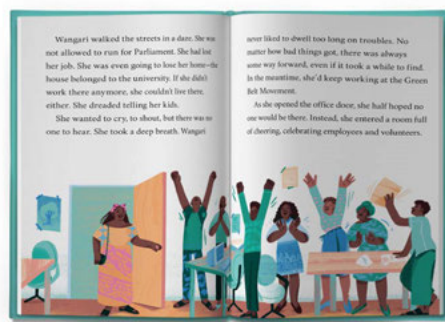 Wangari walked the streets in a daze. She was
not allowed to run for Parliament. She had lost
her job. She was even going to lose her home—the
house belonged to the university. If she didn't
work there anymore, she couldn't live there,
either. She dreaded telling her kids.
She wanted to cry, to shout, but there was no
one to hear. She took a deep breath. Wangari
never liked to dwell too long on troubles. No
matter how bad things got, there was always
some way forward, even if it took a while to find.
In the meantime, she'd keep working at the Green
Belt Movement.
As she opened the office door, she half hoped no
one would be there. Instead, she entered a room full
of cheering, celebrating employees and volunteers.